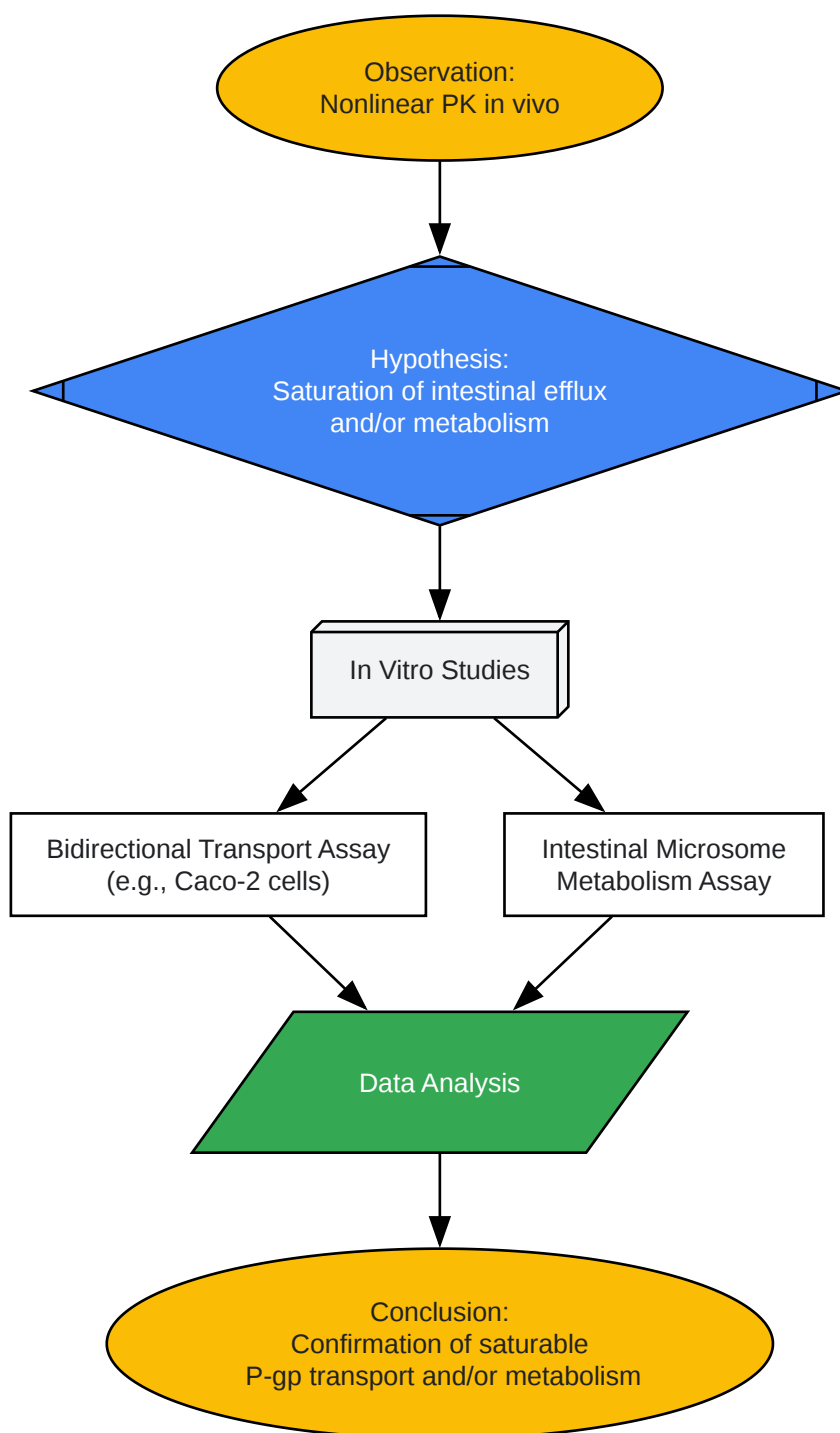 Observation:
Nonlinear PK in vivo
Hypothesis:
Saturation of intestinal efflux
and/or metabolism
In Vitro Studies
Bidirectional Transport Assay
(e.g., Caco-2 cells)
Intestinal Microsome
Metabolism Assay
Data Analysis
Conclusion:
Confirmation of saturable
P-gp transport and/or metabolism